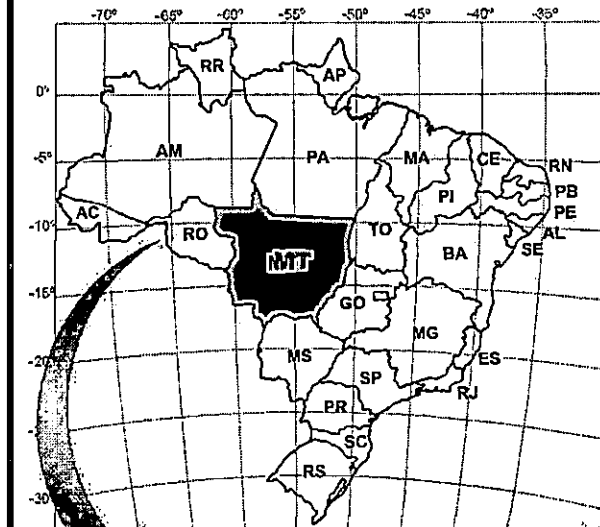 -70° -65° -60° -55° -50° -45° -40° -35°
RR AP
0°
AM PA MA CE RN
-5°
PI PB
AC PE
-10° RO TO AL
MT BA SE
-15° GO
MG
MS ES
-20° SP
RJ
PR
SC
RS
-30